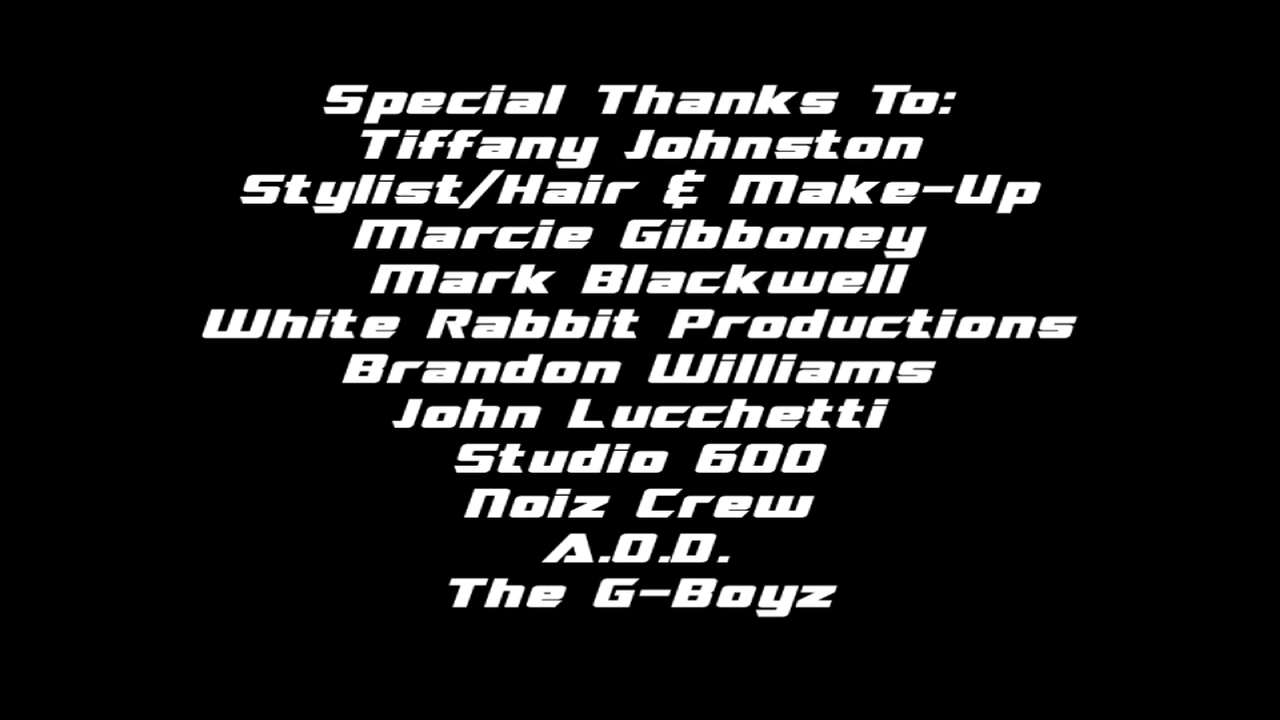 Special Thanks To:
Tiffany Johnston
Stylist/Hair & Make-Up
Marcie Gibboney
Mark Blackwell
White Rabbit Productions
Brandon Williams
John Lucchetti
Studio 600
Noiz Crew
A.O.D.
The G-Boyz